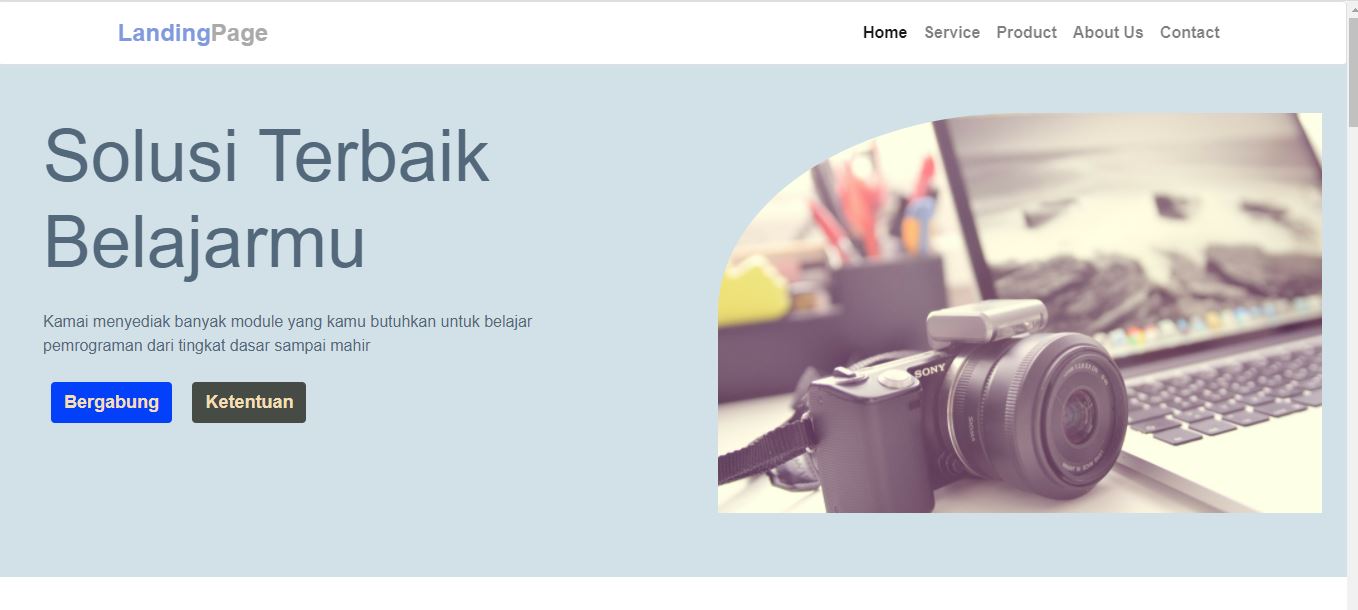 LandingPage
Home Service Product About Us Contact
Solusi Terbaik
Belajarmu
Kamai menyediak banyak module yang kamu butuhkan untuk belajar
pemrograman dari tingkat dasar sampai mahir
Bergabung Ketentuan
SONY